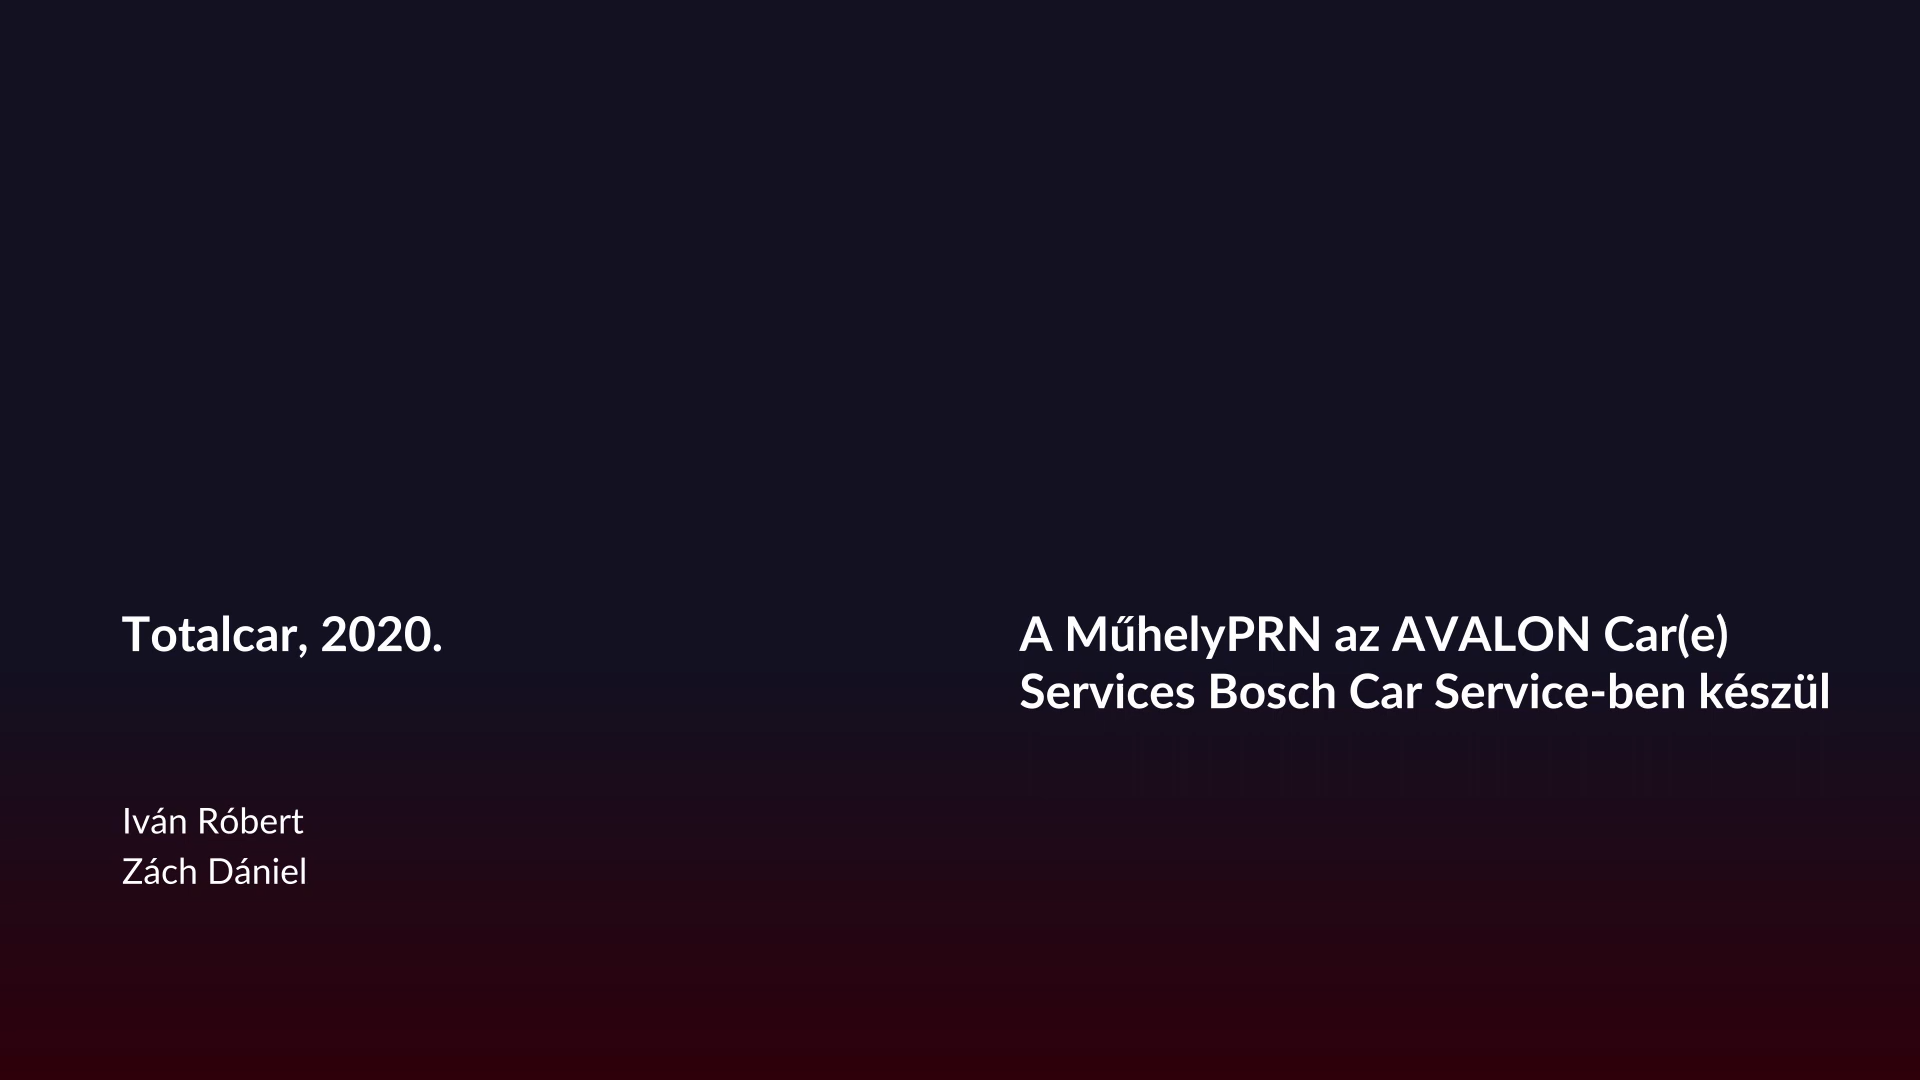 Totalcar, 2020.
A MűhelyPRN az AVALON Car(e)
Services Bosch Car Service-ben készül
Iván Róbert
Zách Dániel